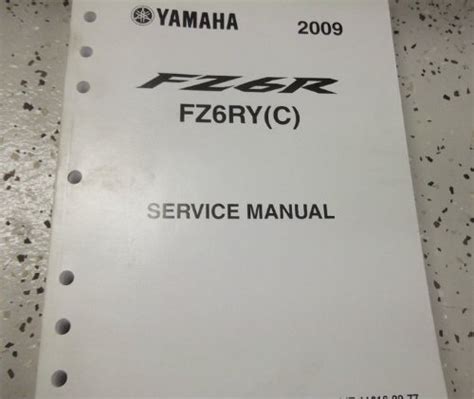 YAMAHA 2009
FZ6R
FZ6RY(C)
SERVICE MANUAL